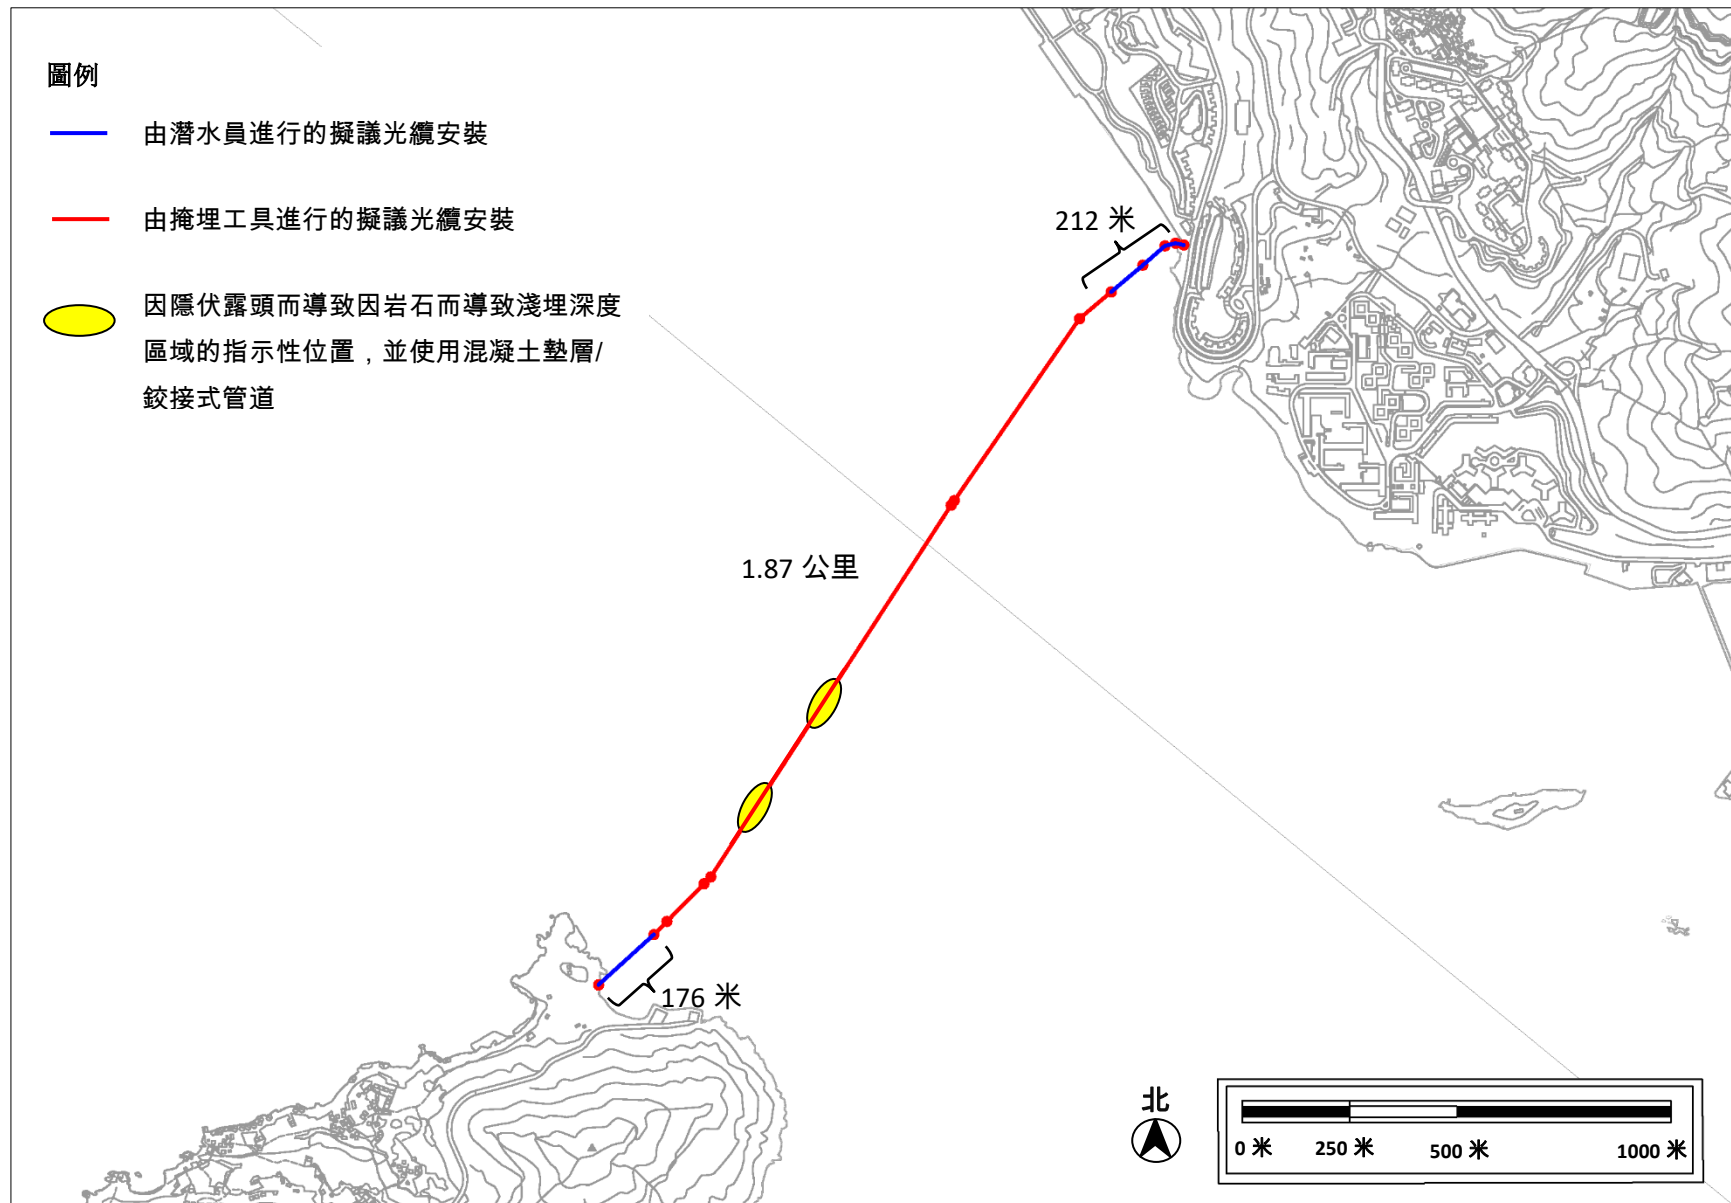 圖例
由潛水員進行的擬議光纜安裝
由掩埋工具進行的擬議光纜安裝
因隱伏露頭而導致因岩石而導致淺埋深度
區域的指示性位置，並使用混凝土墊層/
鉸接式管道
212 米
1.87 公里
176 米
北
0 米 250 米 500 米 1000 米